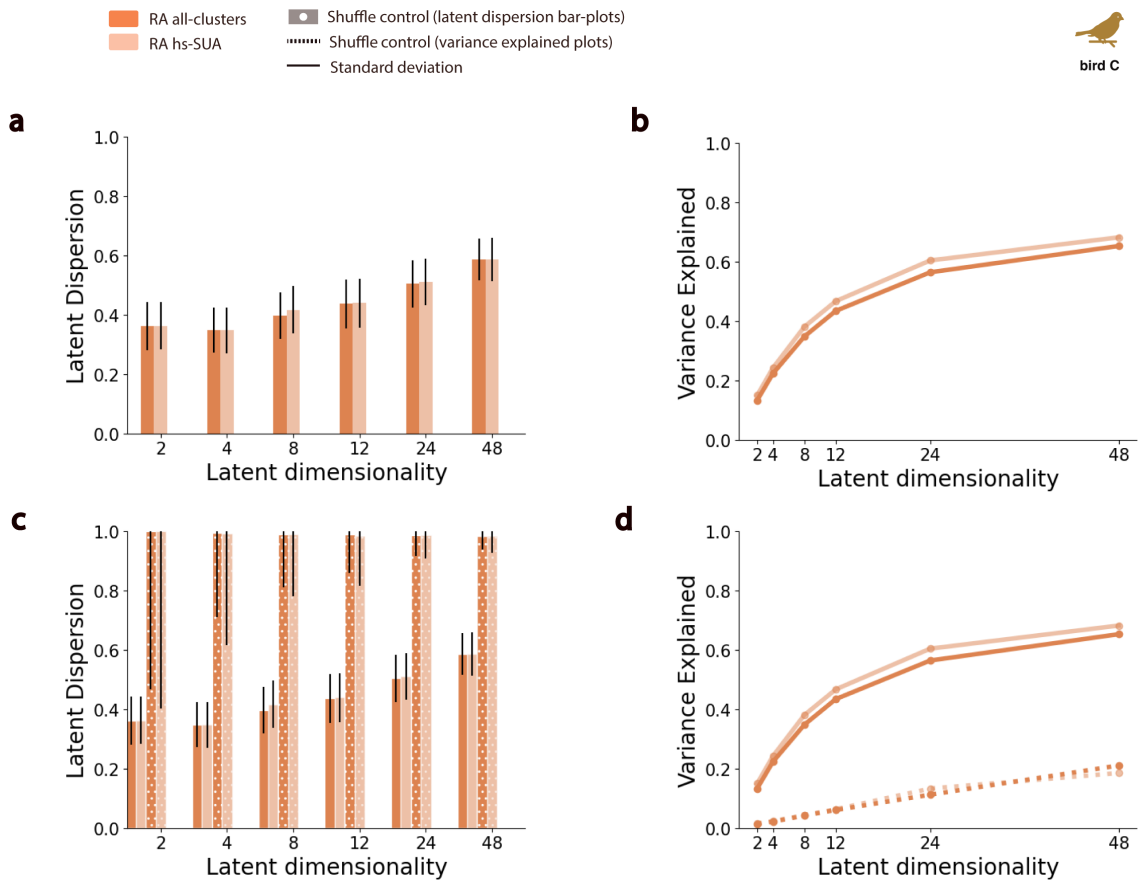 RA all-clusters
RA hs-SUA
Shuffle control (latent dispersion bar-plots)
Shuffle control (variance explained plots)
Standard deviation
bird C
a
1.0
0.8
0.6
0.4
0.2
0.0
Latent Dispersion
2 4 8 12 24 48
Latent dimensionality
b
1.0
0.8
0.6
0.4
0.2
0.0
Variance Explained
2 4 8 12 24 48
Latent dimensionality
c
1.0
0.8
0.6
0.4
0.2
0.0
Latent Dispersion
2 4 8 12 24 48
Latent dimensionality
d
1.0
0.8
0.6
0.4
0.2
0.0
Variance Explained
2 4 8 12 24 48
Latent dimensionality